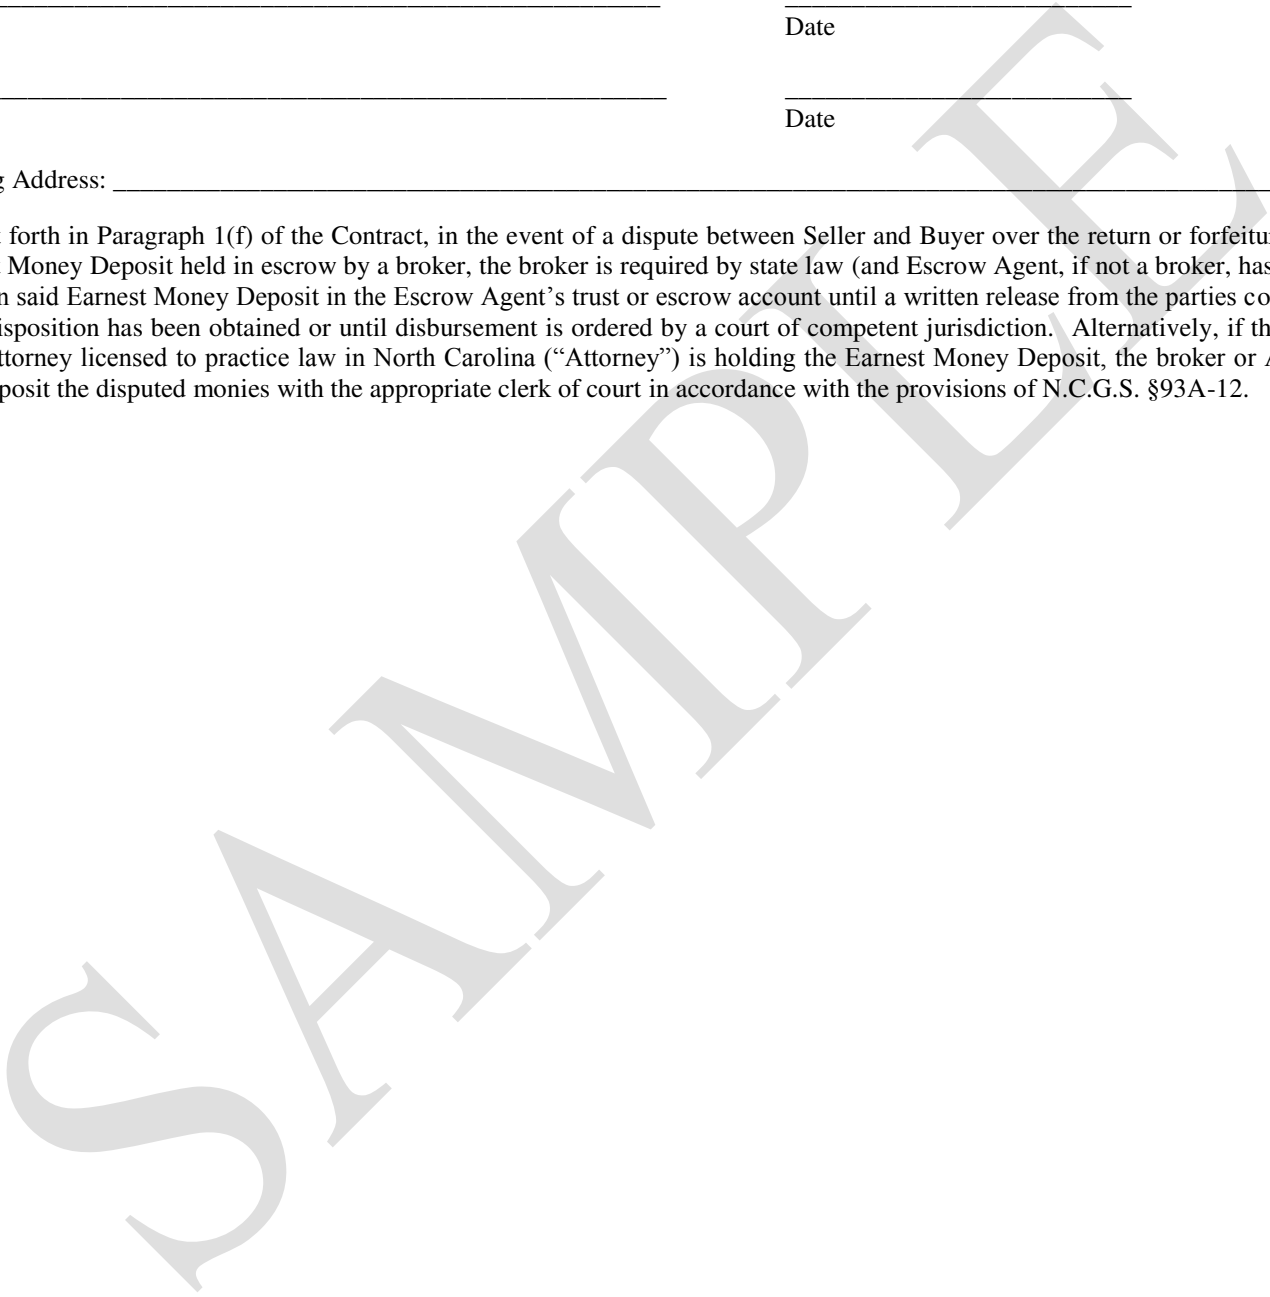 Date
Date
g Address:
forth in Paragraph 1(f) of the Contract, in the event of a dispute between Seller and Buyer over the return or forfeitu
Money Deposit held in escrow by a broker, the broker is required by state law (and Escrow Agent, if not a broker, has
n said Earnest Money Deposit in the Escrow Agent’s trust or escrow account until a written release from the parties co
isposition has been obtained or until disbursement is ordered by a court of competent jurisdiction. Alternatively, if th
ttorney licensed to practice law in North Carolina (“Attorney”) is holding the Earnest Money Deposit, the broker or A
posit the disputed monies with the appropriate clerk of court in accordance with the provisions of N.C.G.S. §93A-12.
SAMPLE